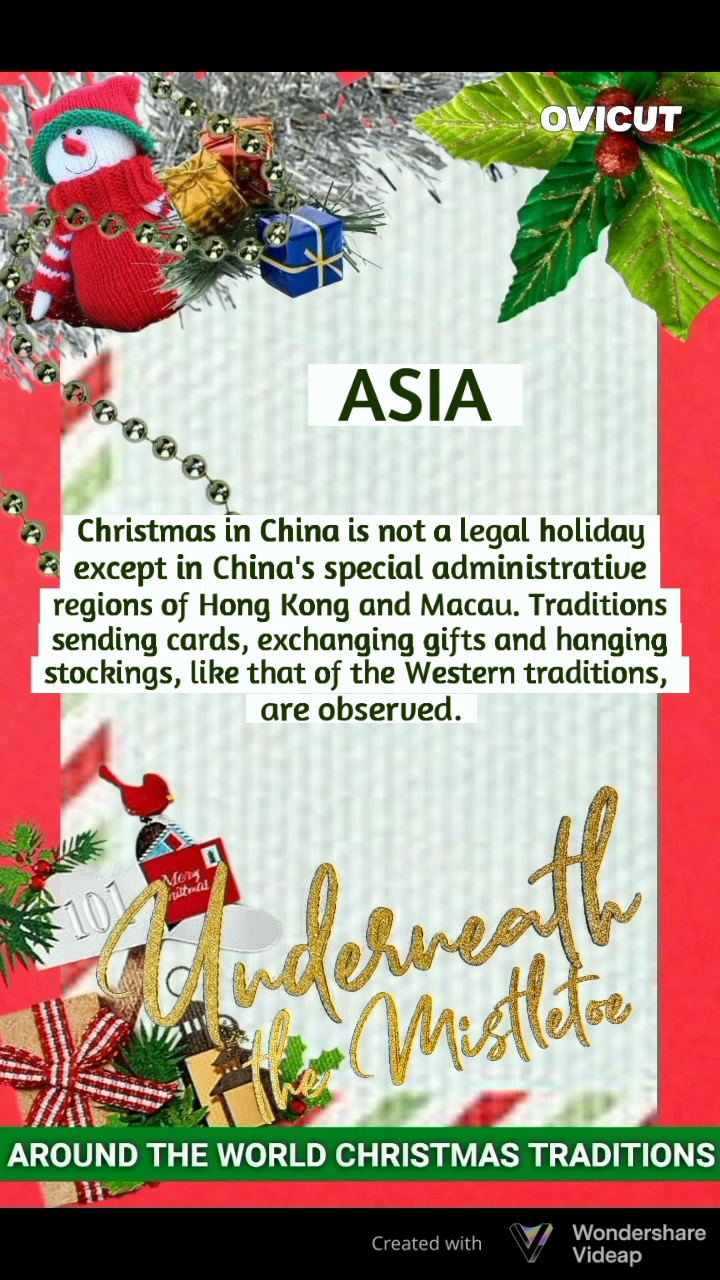 OVICUT
ASIA
Christmas in China is not a legal holiday
except in China's special administrative
regions of Hong Kong and Macau. Traditions
sending cards, exchanging gifts and hanging
stockings, like that of the Western traditions,
are observed.
Merry
Christmas
101
Underneath
the Mistletoe
AROUND THE WORLD CHRISTMAS TRADITIONS
Created with
Wondershare
Videap